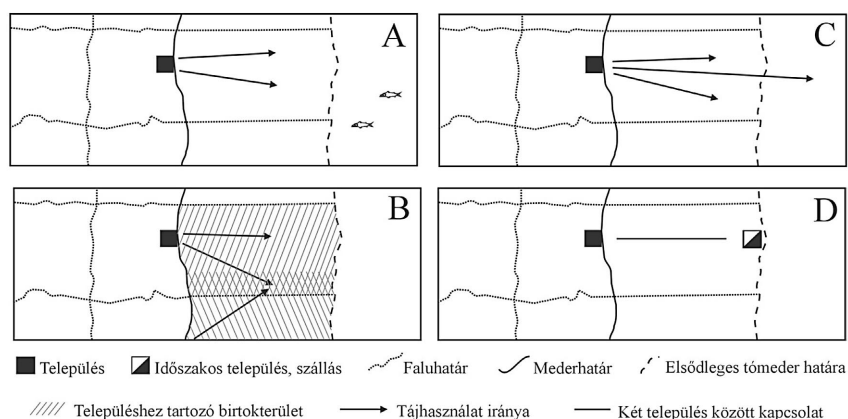 A
C
B
D
Település
Időszakos település, szállás
Faluhatár
Mederhatár
Elsődleges tómeder határa
Településhez tartozó birtokterület
Tájhasználat iránya
Két település között kapcsolat